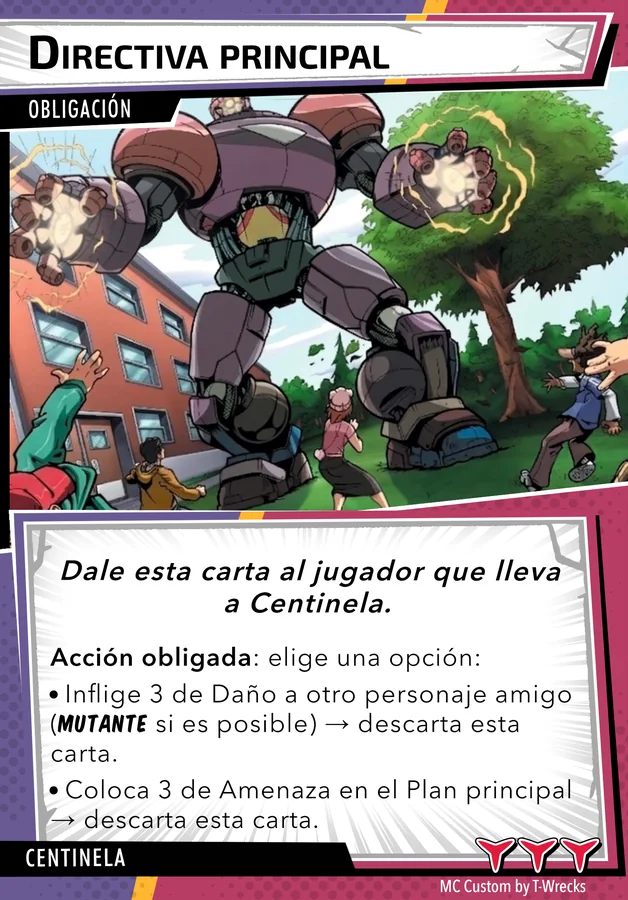 Directiva principal
OBLIGACIÓN
Dale esta carta al jugador que lleva
a Centinela.
Acción obligada: elige una opción:
• Inflige 3 de Daño a otro personaje amigo
(MUTANTE si es posible) → descarta esta
carta.
• Coloca 3 de Amenaza en el Plan principal
→ descarta esta carta.
CENTINELA
MC Custom by T-Wrecks